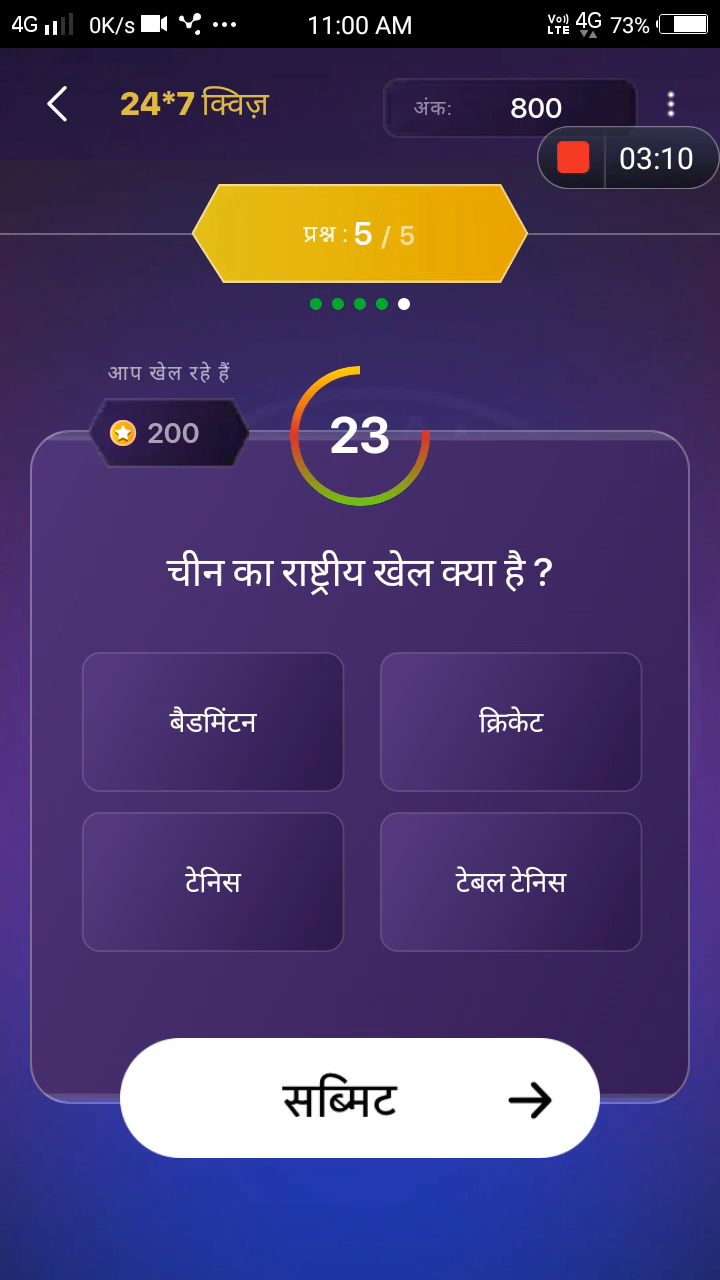 4G 0K/s 11:00 AM Vo)) LTE 4G 73%
24*7 क्विज़ अंक: 800
03:10
प्रश्न : 5 / 5
आप खेल रहे हैं
200
23
चीन का राष्ट्रीय खेल क्या है ?
बैडमिंटन क्रिकेट
टेनिस टेबल टेनिस
सब्मिट